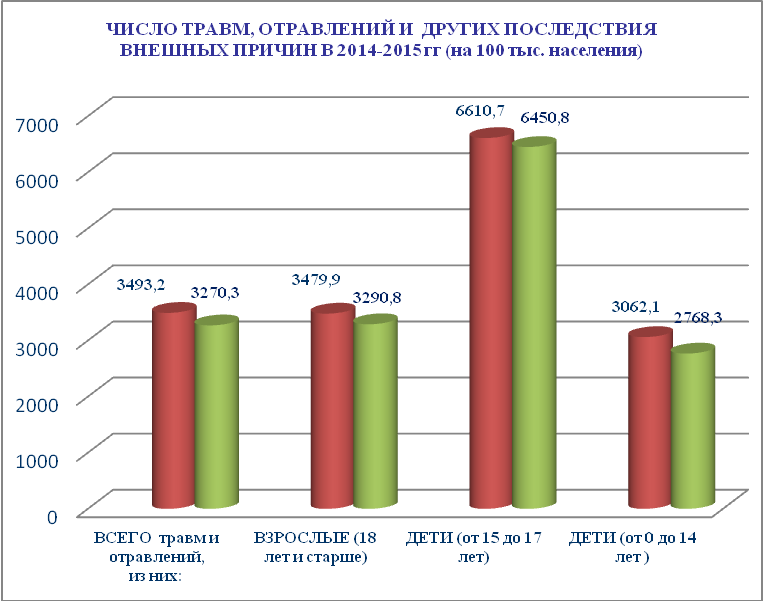 ЧИСЛО ТРАВМ, ОТРАВЛЕНИЙ И ДРУГИХ ПОСЛЕДСТВИЯ
ВНЕШНЫХ ПРИЧИН В 2014-2015 гг (на 100 тыс. населения)
7000
6000
5000
4000
3000
2000
1000
0
3493,2
3270,3
3479,9
3290,8
6610,7
6450,8
3062,1
2768,3
ВСЕГО травм и
отравлений,
из них:
ВЗРОСЛЫЕ (18
лет и старше)
ДЕТИ (от 15 до 17
лет)
ДЕТИ (от 0 до 14
лет )